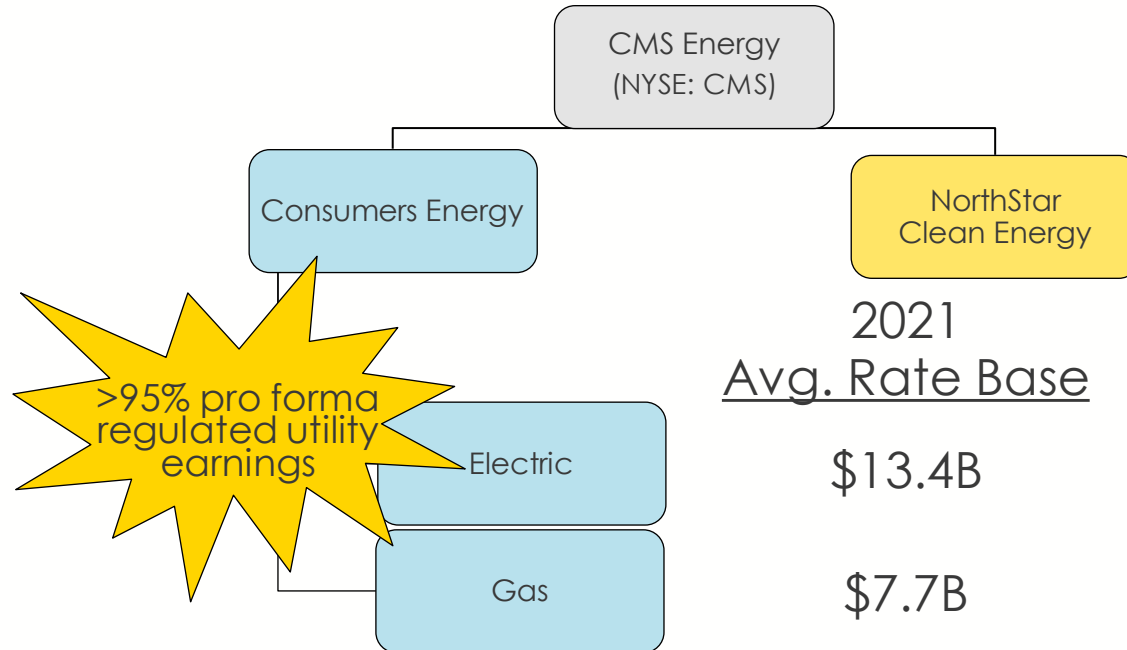 CMS Energy
(NYSE: CMS)
Consumers Energy
NorthStar
Clean Energy
>95% pro forma
regulated utility
earnings
2021
Avg. Rate Base
Electric
$13.4B
Gas
$7.7B